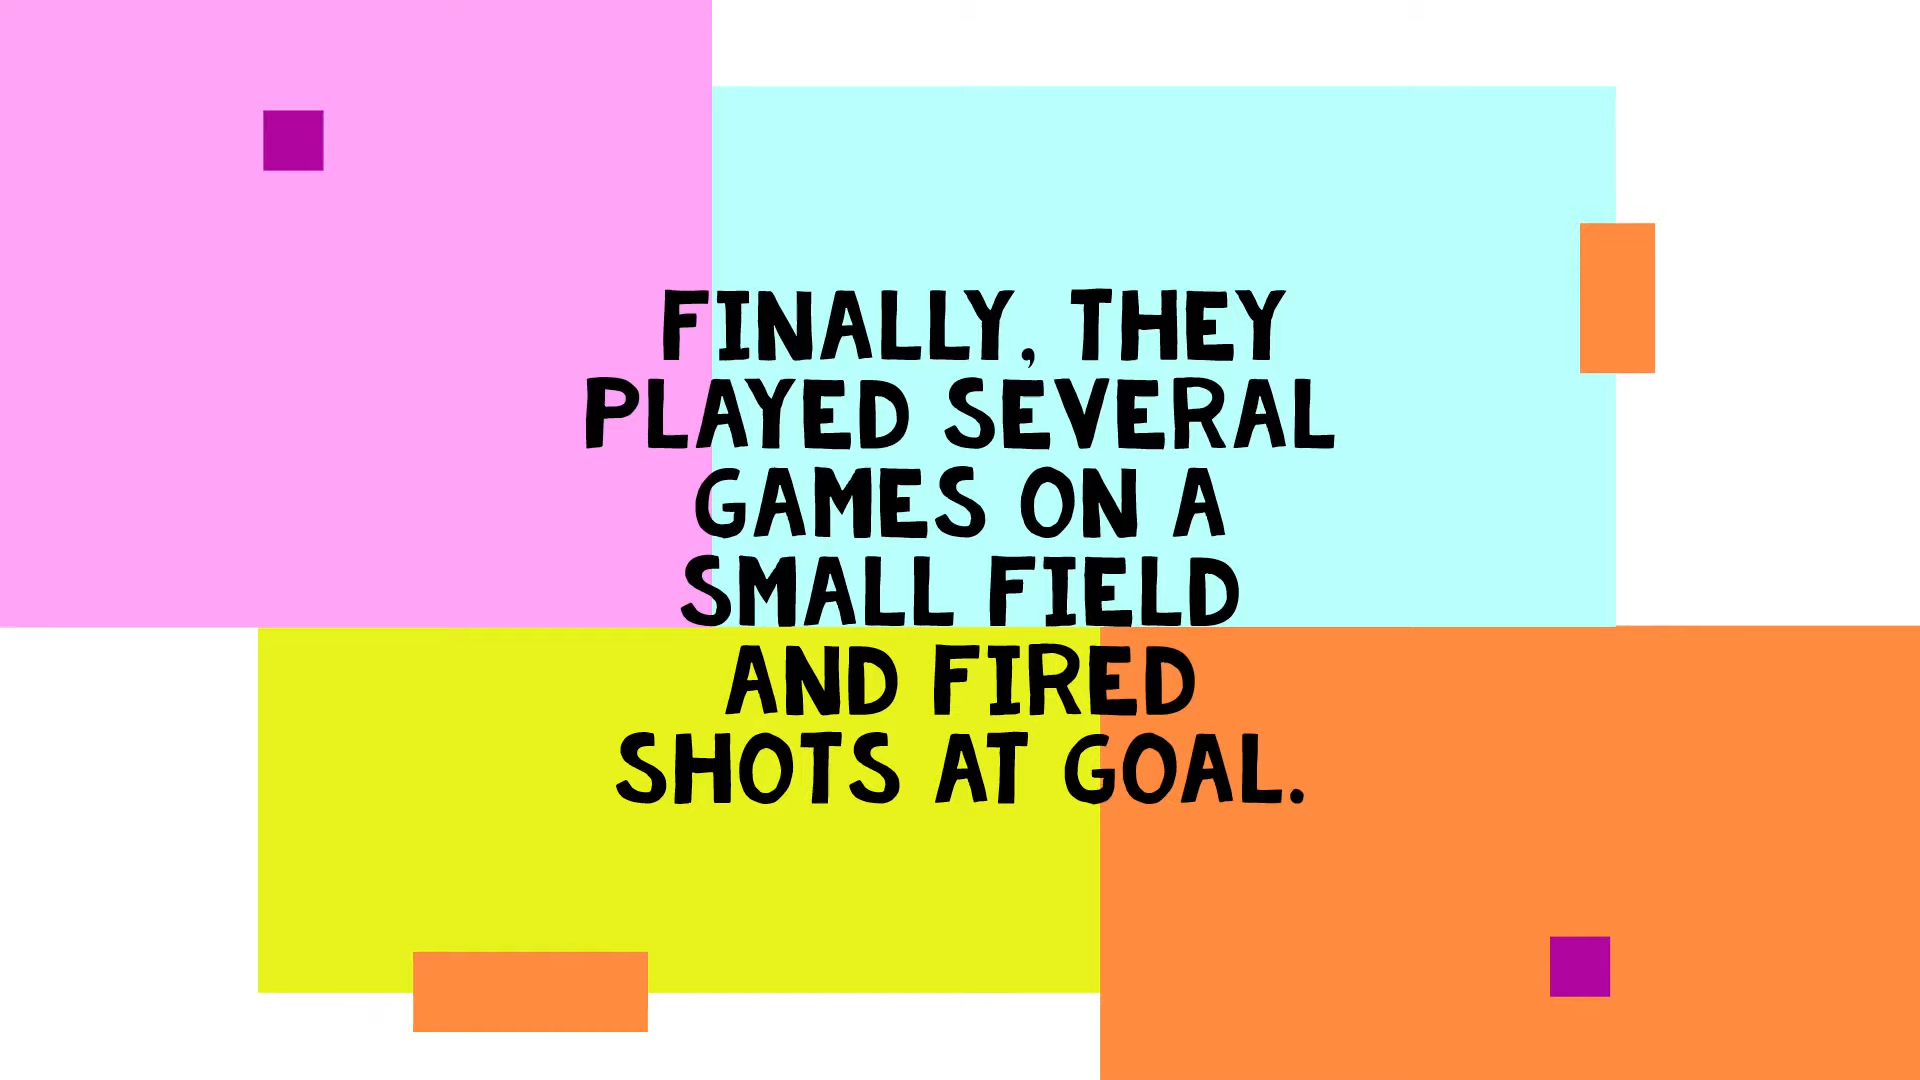 FINALLY, THEY
PLAYED SEVERAL
GAMES ON A
SMALL FIELD
AND FIRED
SHOTS AT GOAL.